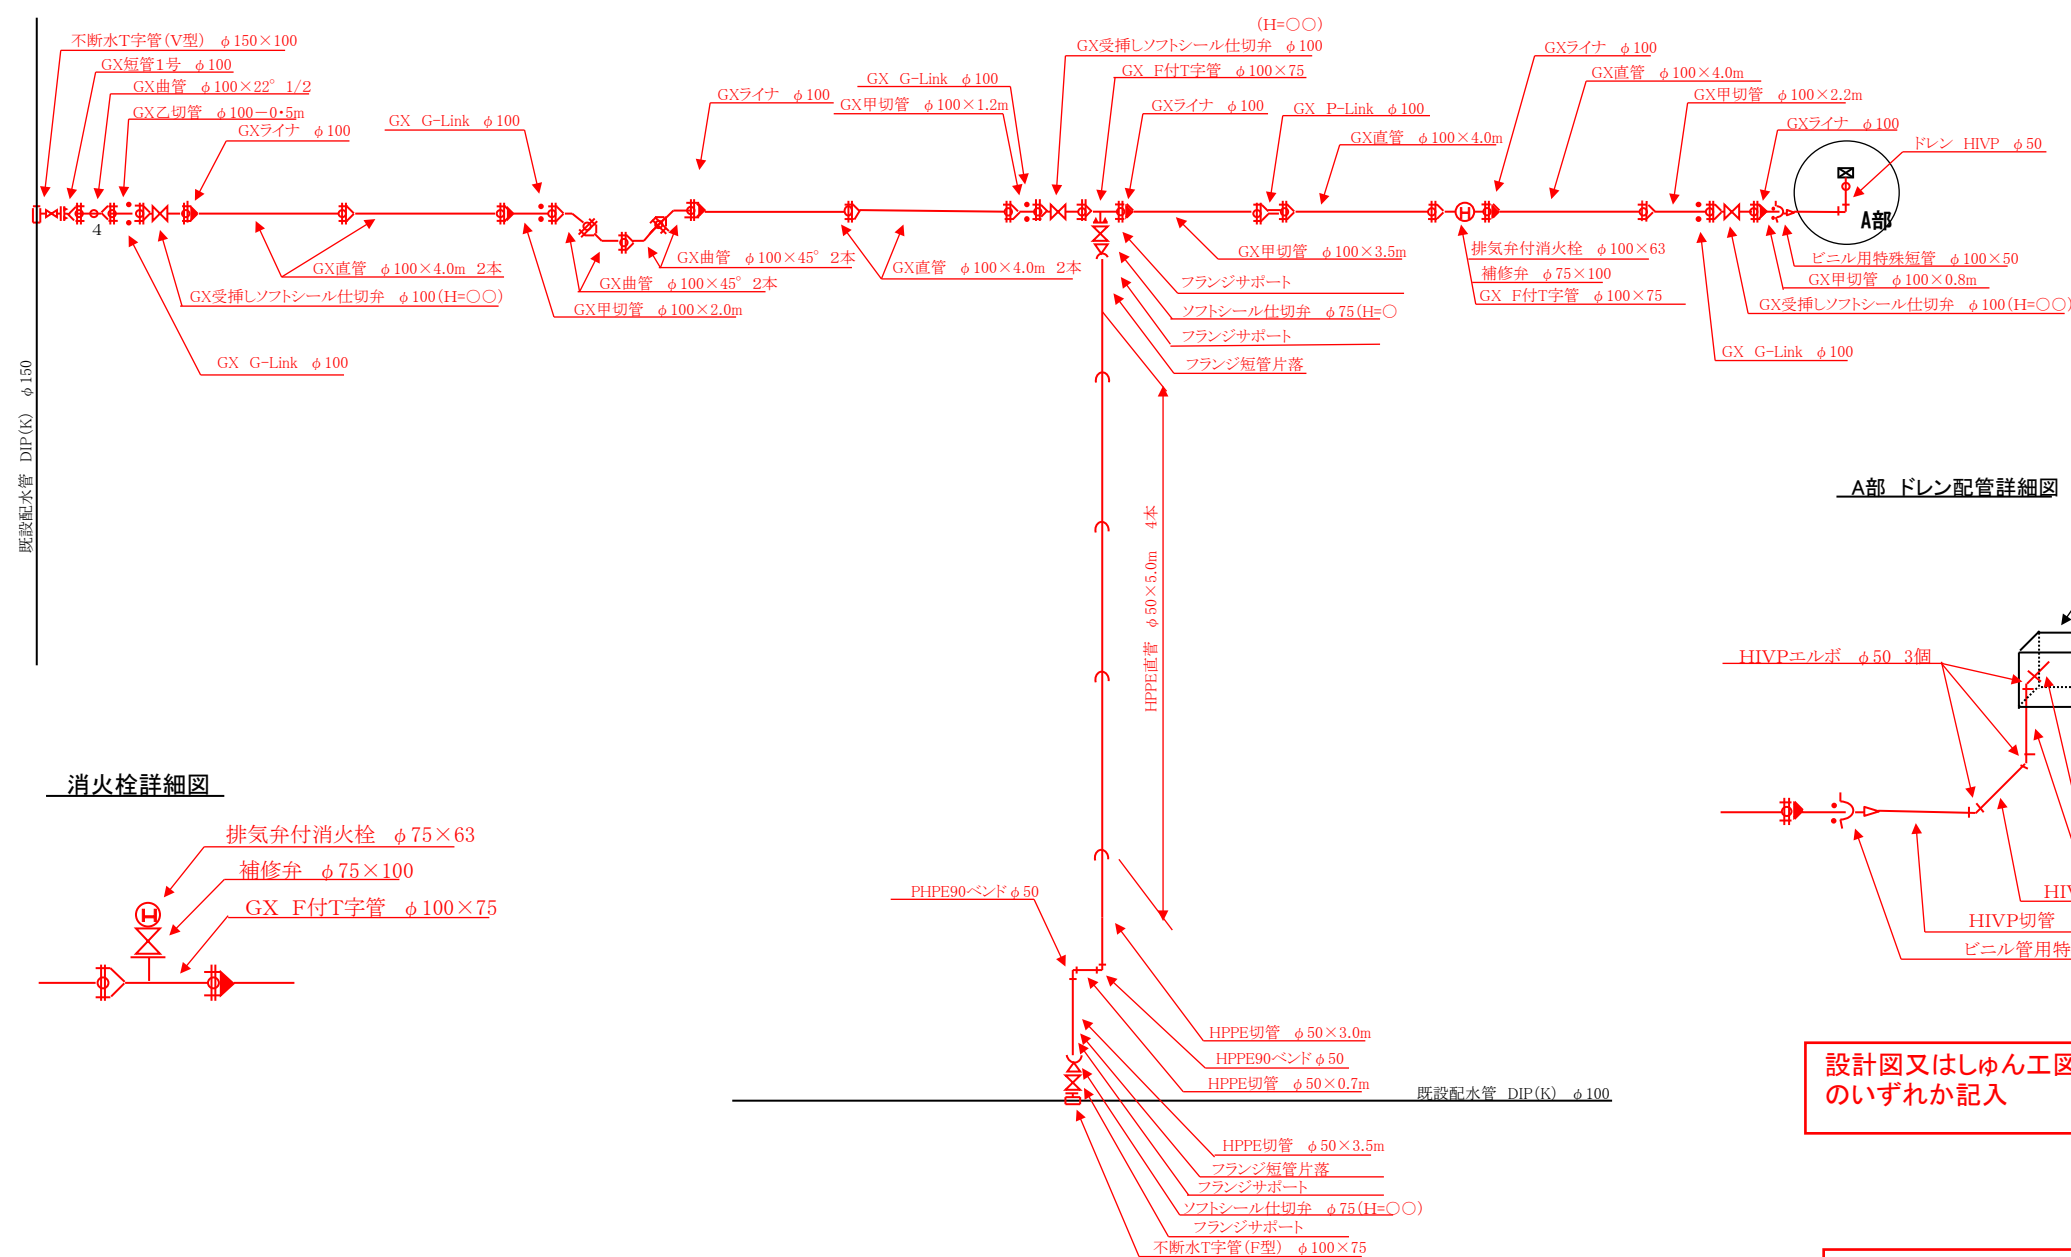 (H=○○)
不断水T字管(V型) φ150×100
GX短管1号 φ100
GX曲管 φ100×22° 1/2
GX乙切管 φ100-0・5m
GXライナ φ100
GX G-Link φ100
GXライナ φ100
GX G-Link φ100
GX甲切管 φ100×1.2m
GX受挿しソフトシール仕切弁 φ100
GX F付T字管 φ100×75
GXライナ φ100
GX P-Link φ100
GX直管 φ100×4.0m
GXライナ φ100
GX直管 φ100×4.0m
GX甲切管 φ100×2.2m
GXライナ φ100
ドレン HIVP φ50
A部
4
GX直管 φ100×4.0m 2本
GX受挿しソフトシール仕切弁 φ100(H=○○)
GX G-Link φ100
GX曲管 φ100×45° 2本
GX曲管 φ100×45° 2本
GX甲切管 φ100×2.0m
GX直管 φ100×4.0m 2本
GX甲切管 φ100×3.5m
フランジサポート
ソフトシール仕切弁 φ75(H=○
フランジサポート
フランジ短管片落
排気弁付消火栓 φ100×63
補修弁 φ75×100
GX F付T字管 φ100×75
ビニル用特殊短管 φ100×50
GX甲切管 φ100×0.8m
GX受挿しソフトシール仕切弁 φ100(H=○○)
GX G-Link φ100
既設配水管 DIP(K) φ150
HPPE直管 φ50×5.0m 4本
A部 ドレン配管詳細図
HIVPエルボ φ50 3個
HIV
HIVP切管
ビニル管用特
消火栓詳細図
排気弁付消火栓 φ75×63
補修弁 φ75×100
GX F付T字管 φ100×75
PHPE90ベンドφ50
HPPE切管 φ50×3.0m
HPPE90ベンドφ50
HPPE切管 φ50×0.7m
既設配水管 DIP(K) φ100
HPPE切管 φ50×3.5m
フランジ短管片落
フランジサポート
ソフトシール仕切弁 φ75(H=○○)
フランジサポート
不断水T字管(F型) φ100×75
設計図又はしゅん工図
のいずれか記入